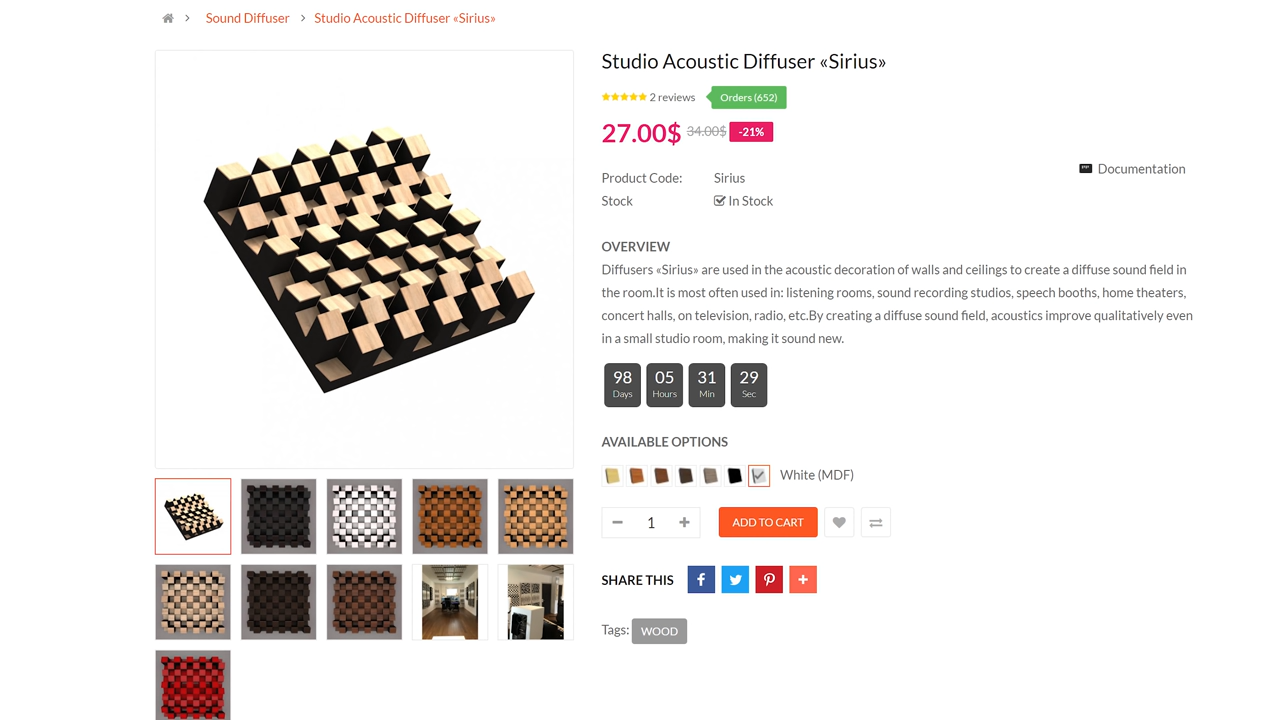 Sound Diffuser
Studio Acoustic Diffuser «Sirius»
Studio Acoustic Diffuser «Sirius»
2 reviews
Orders (652)
27.00$ 34.00$ -21%
Documentation
Product Code: Sirius
Stock In Stock
OVERVIEW
Diffusers «Sirius» are used in the acoustic decoration of walls and ceilings to create a diffuse sound field in
the room.It is most often used in: listening rooms, sound recording studios, speech booths, home theaters,
concert halls, on television, radio, etc.By creating a diffuse sound field, acoustics improve qualitatively even
in a small studio room, making it sound new.
98 05 31 29
Days Hours Min Sec
AVAILABLE OPTIONS
White (MDF)
1
ADD TO CART
SHARE THIS
Tags: WOOD